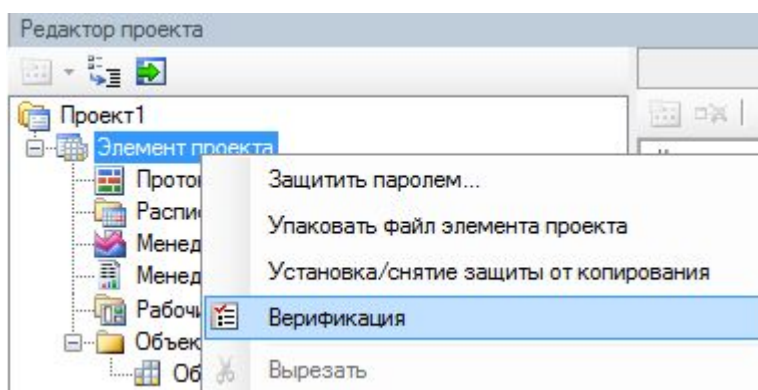 Редактор проекта
Проект1
Элемент проекта
Защитить паролем...
Упаковать файл элемента проекта
Установка/снятие защиты от копирования
Верификация
Вырезать